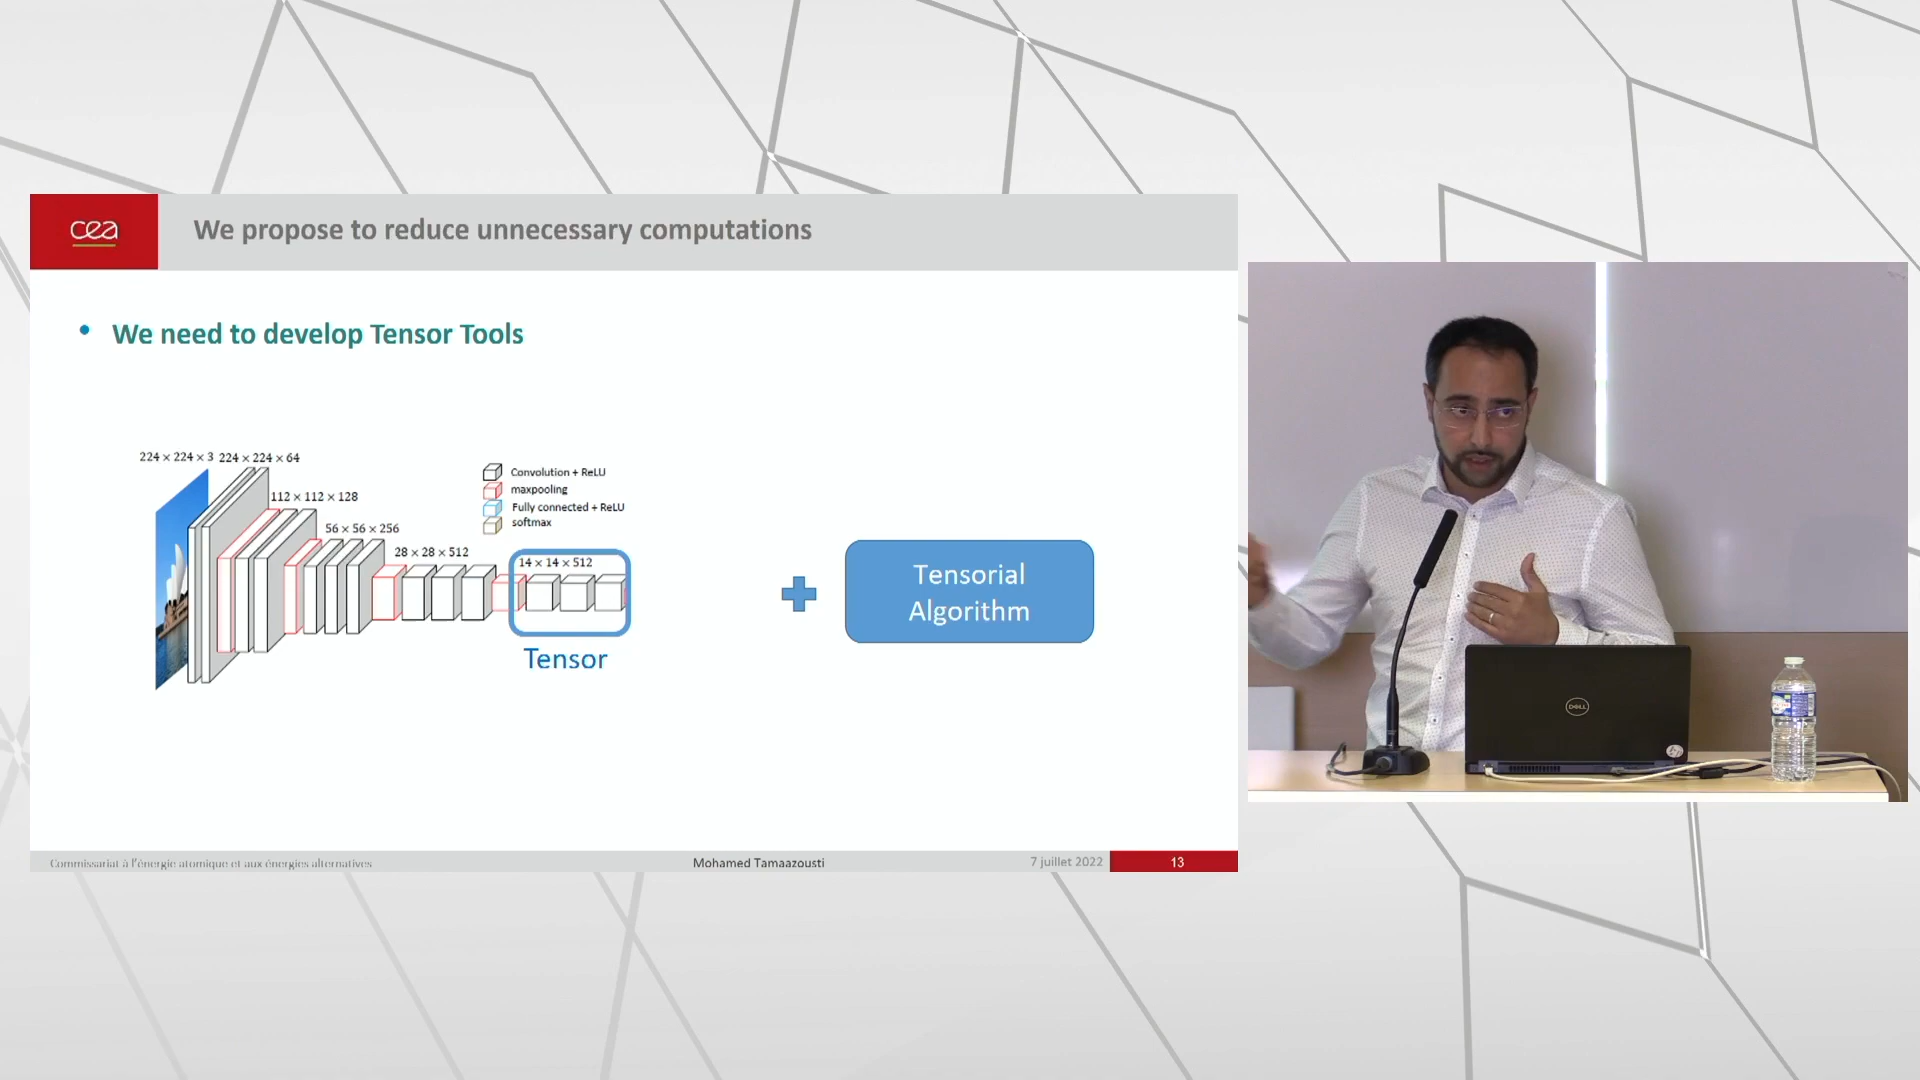 cea
We propose to reduce unnecessary computations
• We need to develop Tensor Tools
224 × 224 × 3 224 × 224 × 64
112 × 112 × 128
56 × 56 × 256
28 × 28 × 512
14 × 14 × 512
Convolution + ReLU
maxpooling
Fully connected + ReLU
softmax
Tensor
Tensorial
Algorithm
Commissariat à l'énergie atomique et aux énergies alternatives
Mohamed Tamaazousti
7 juillet 2022
13
DELL